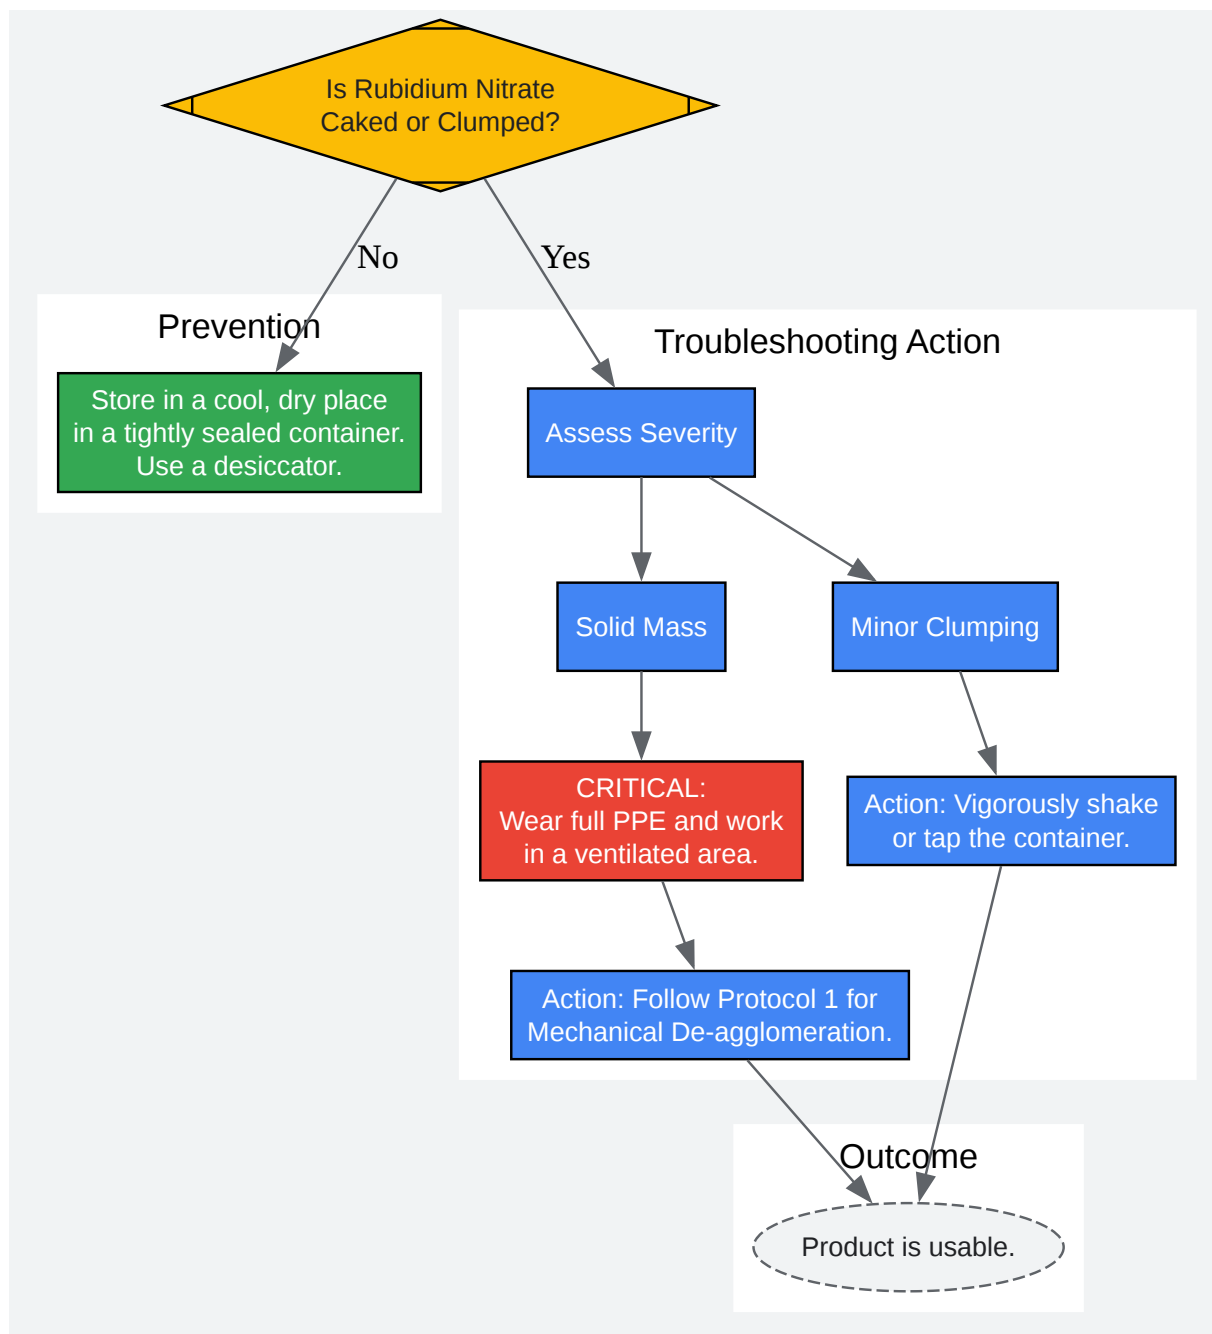 Is Rubidium Nitrate
Caked or Clumped?
No
Yes
Prevention
Store in a cool, dry place
in a tightly sealed container.
Use a desiccator.
Troubleshooting Action
Assess Severity
Solid Mass
Minor Clumping
CRITICAL:
Wear full PPE and work
in a ventilated area.
Action: Vigorously shake
or tap the container.
Action: Follow Protocol 1 for
Mechanical De-agglomeration.
Outcome
Product is usable.